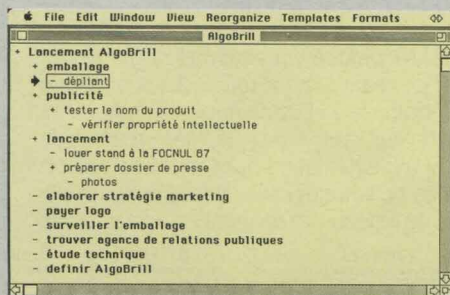 File Edit Window View Reorganize Templates Formats
AlgoBrill
+ Lancement AlgoBrill
+ emballage
- dépliant
+ publicité
+ tester le nom du produit
- vérifier propriété intellectuelle
+ lancement
- louer stand à la FOCNUL 87
+ préparer dossier de presse
- photos
- elaborer stratégie marketing
- payer logo
- surveiller l'emballage
- trouver agence de relations publiques
- étude technique
- definir AlgoBrill